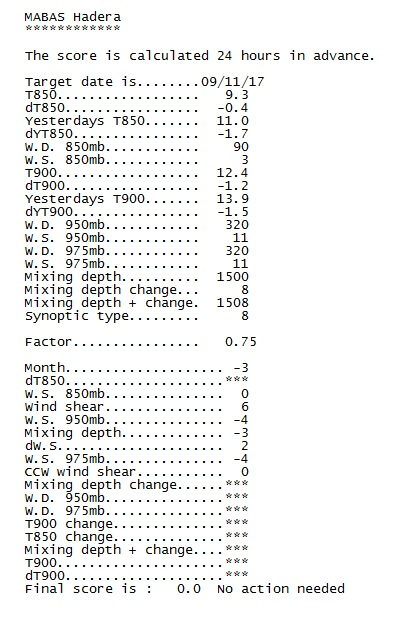 MABAS Hadera
************
The score is calculated 24 hours in advance.
Target date is........09/11/17
T850.................. 9.3
dT850................. -0.4
Yesterdays T850....... 11.0
dYT850................ -1.7
W.D. 850mb............ 90
W.S. 850mb............ 3
T900.................. 12.4
dT900................. -1.2
Yesterdays T900....... 13.9
dYT900................ -1.5
W.D. 950mb............ 320
W.S. 950mb............ 11
W.D. 975mb............ 320
W.S. 975mb............ 11
Mixing depth.......... 1500
Mixing depth change... 8
Mixing depth + change. 1508
Synoptic type......... 8
Factor................ 0.75
Month.................... -3
dT850....................***
W.S. 850mb............... 0
Wind shear............... 6
W.S. 950mb............... -4
Mixing depth............. -3
dW.S..................... 2
W.S. 975mb............... -4
CCW wind shear........... 0
Mixing depth change......***
W.D. 950mb...............***
W.D. 975mb...............***
T900 change..............***
T850 change..............***
Mixing depth + change....***
T900.....................***
dT900....................***
Final score is : 0.0 No action needed